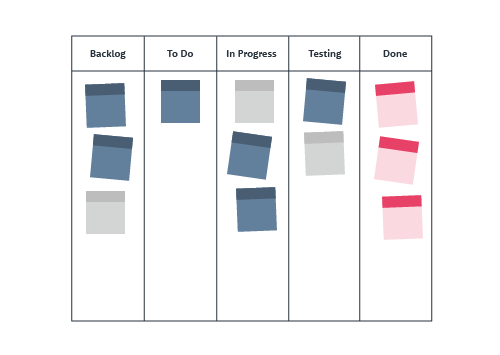 Backlog
To Do
In Progress
Testing
Done